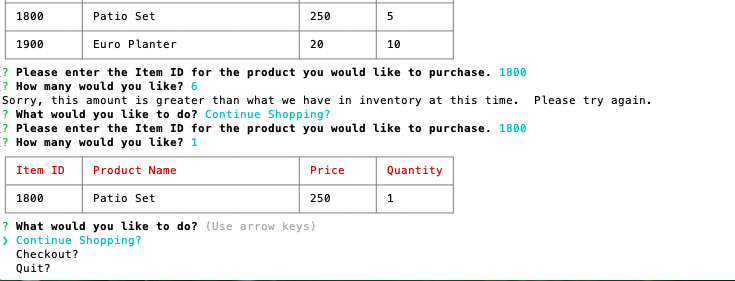 1800 Patio Set 250 5
1900 Euro Planter 20 10
? Please enter the Item ID for the product you would like to purchase. 1800
? How many would you like? 6
Sorry, this amount is greater than what we have in inventory at this time.  Please try again.
? What would you like to do? Continue Shopping?
? Please enter the Item ID for the product you would like to purchase. 1800
? How many would you like? 1
Item ID Product Name Price Quantity
1800 Patio Set 250 1
? What would you like to do? (Use arrow keys)
❯ Continue Shopping?
Checkout?
Quit?